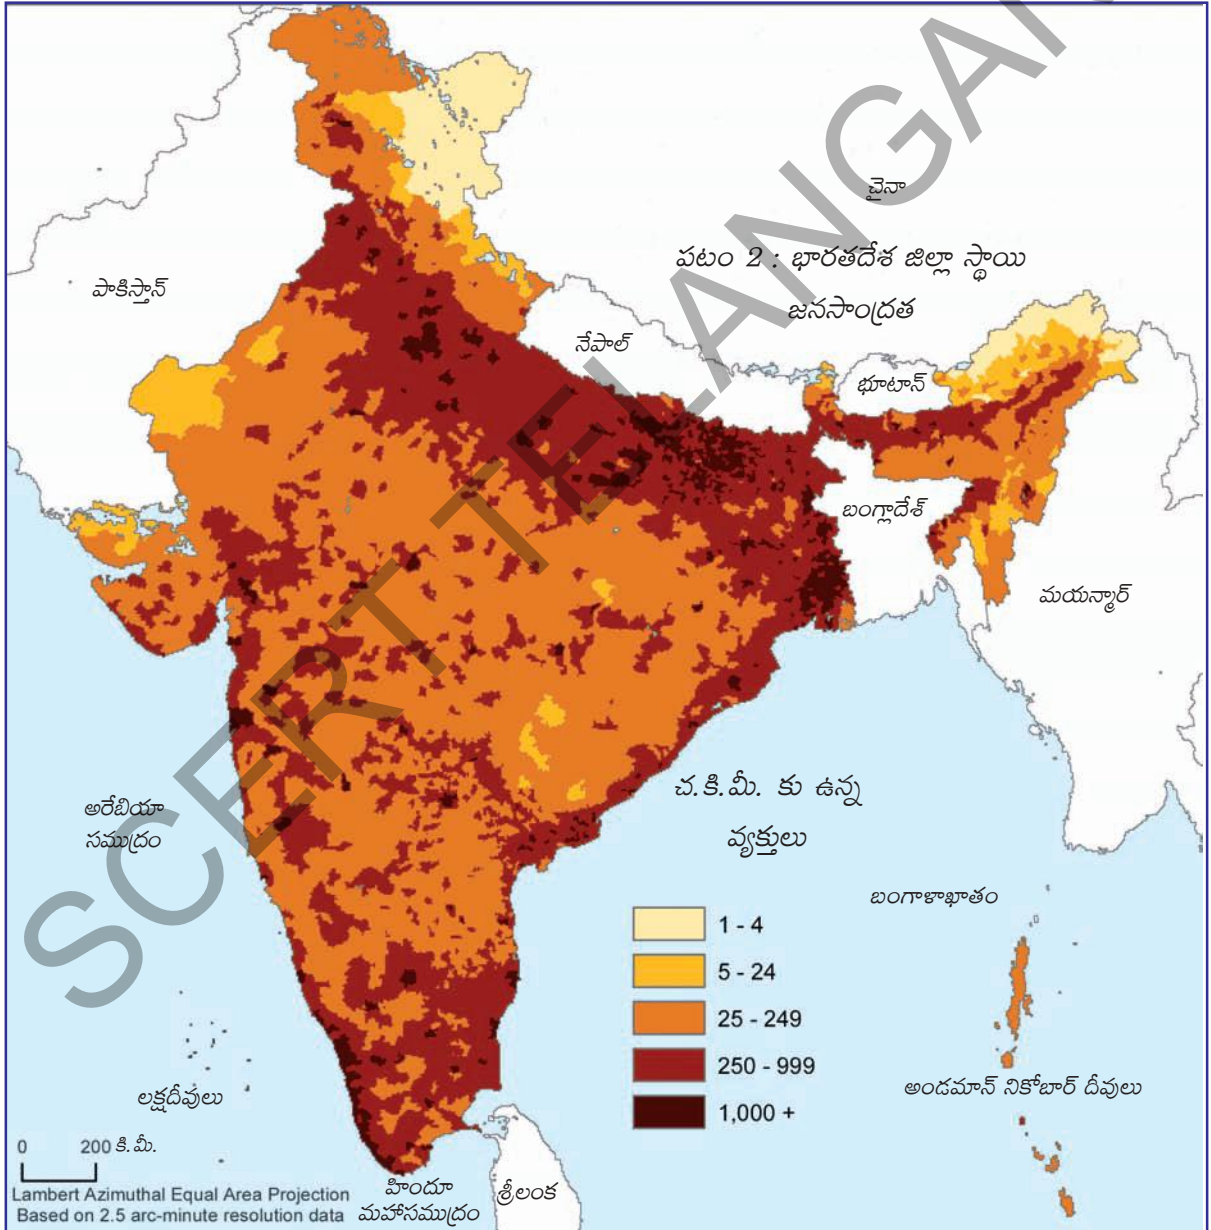 చైనా
పటం 2 : భారతదేశ జిల్లా స్థాయి
జనసాంద్రత
పాకిస్తాన్
నేపాల్
భూటాన్
బంగ్లాదేశ్
మయన్మార్
చ.కి.మీ. కు ఉన్న
వ్యక్తులు
అరేబియా
సముద్రం
బంగాళాఖాతం
1 - 4
5 - 24
25 - 249
250 - 999
1,000 +
లక్షదీవులు
అండమాన్ నికోబార్ దీవులు
0 200 కి.మీ.
Lambert Azimuthal Equal Area Projection
Based on 2.5 arc-minute resolution data
హిందూ
మహాసముద్రం
శ్రీలంక
SCERT TELANGAN